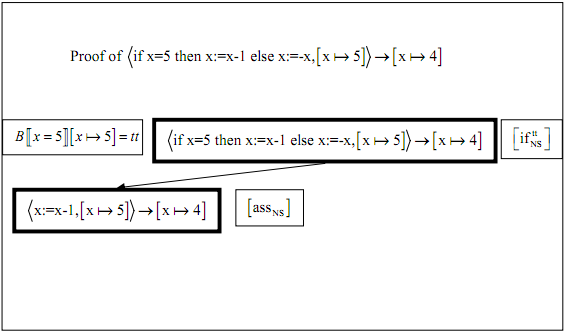 Proof of ⟨if x=5 then x:=x-1 else x:=-x,[x ↦ 5]⟩ → [x ↦ 4]
B⟦x = 5⟧[x ↦ 5] = tt ⟨if x=5 then x:=x-1 else x:=-x,[x ↦ 5]⟩ → [x ↦ 4] [if^tt_NS]
⟨x:=x-1,[x ↦ 5]⟩ → [x ↦ 4] [ass_NS]